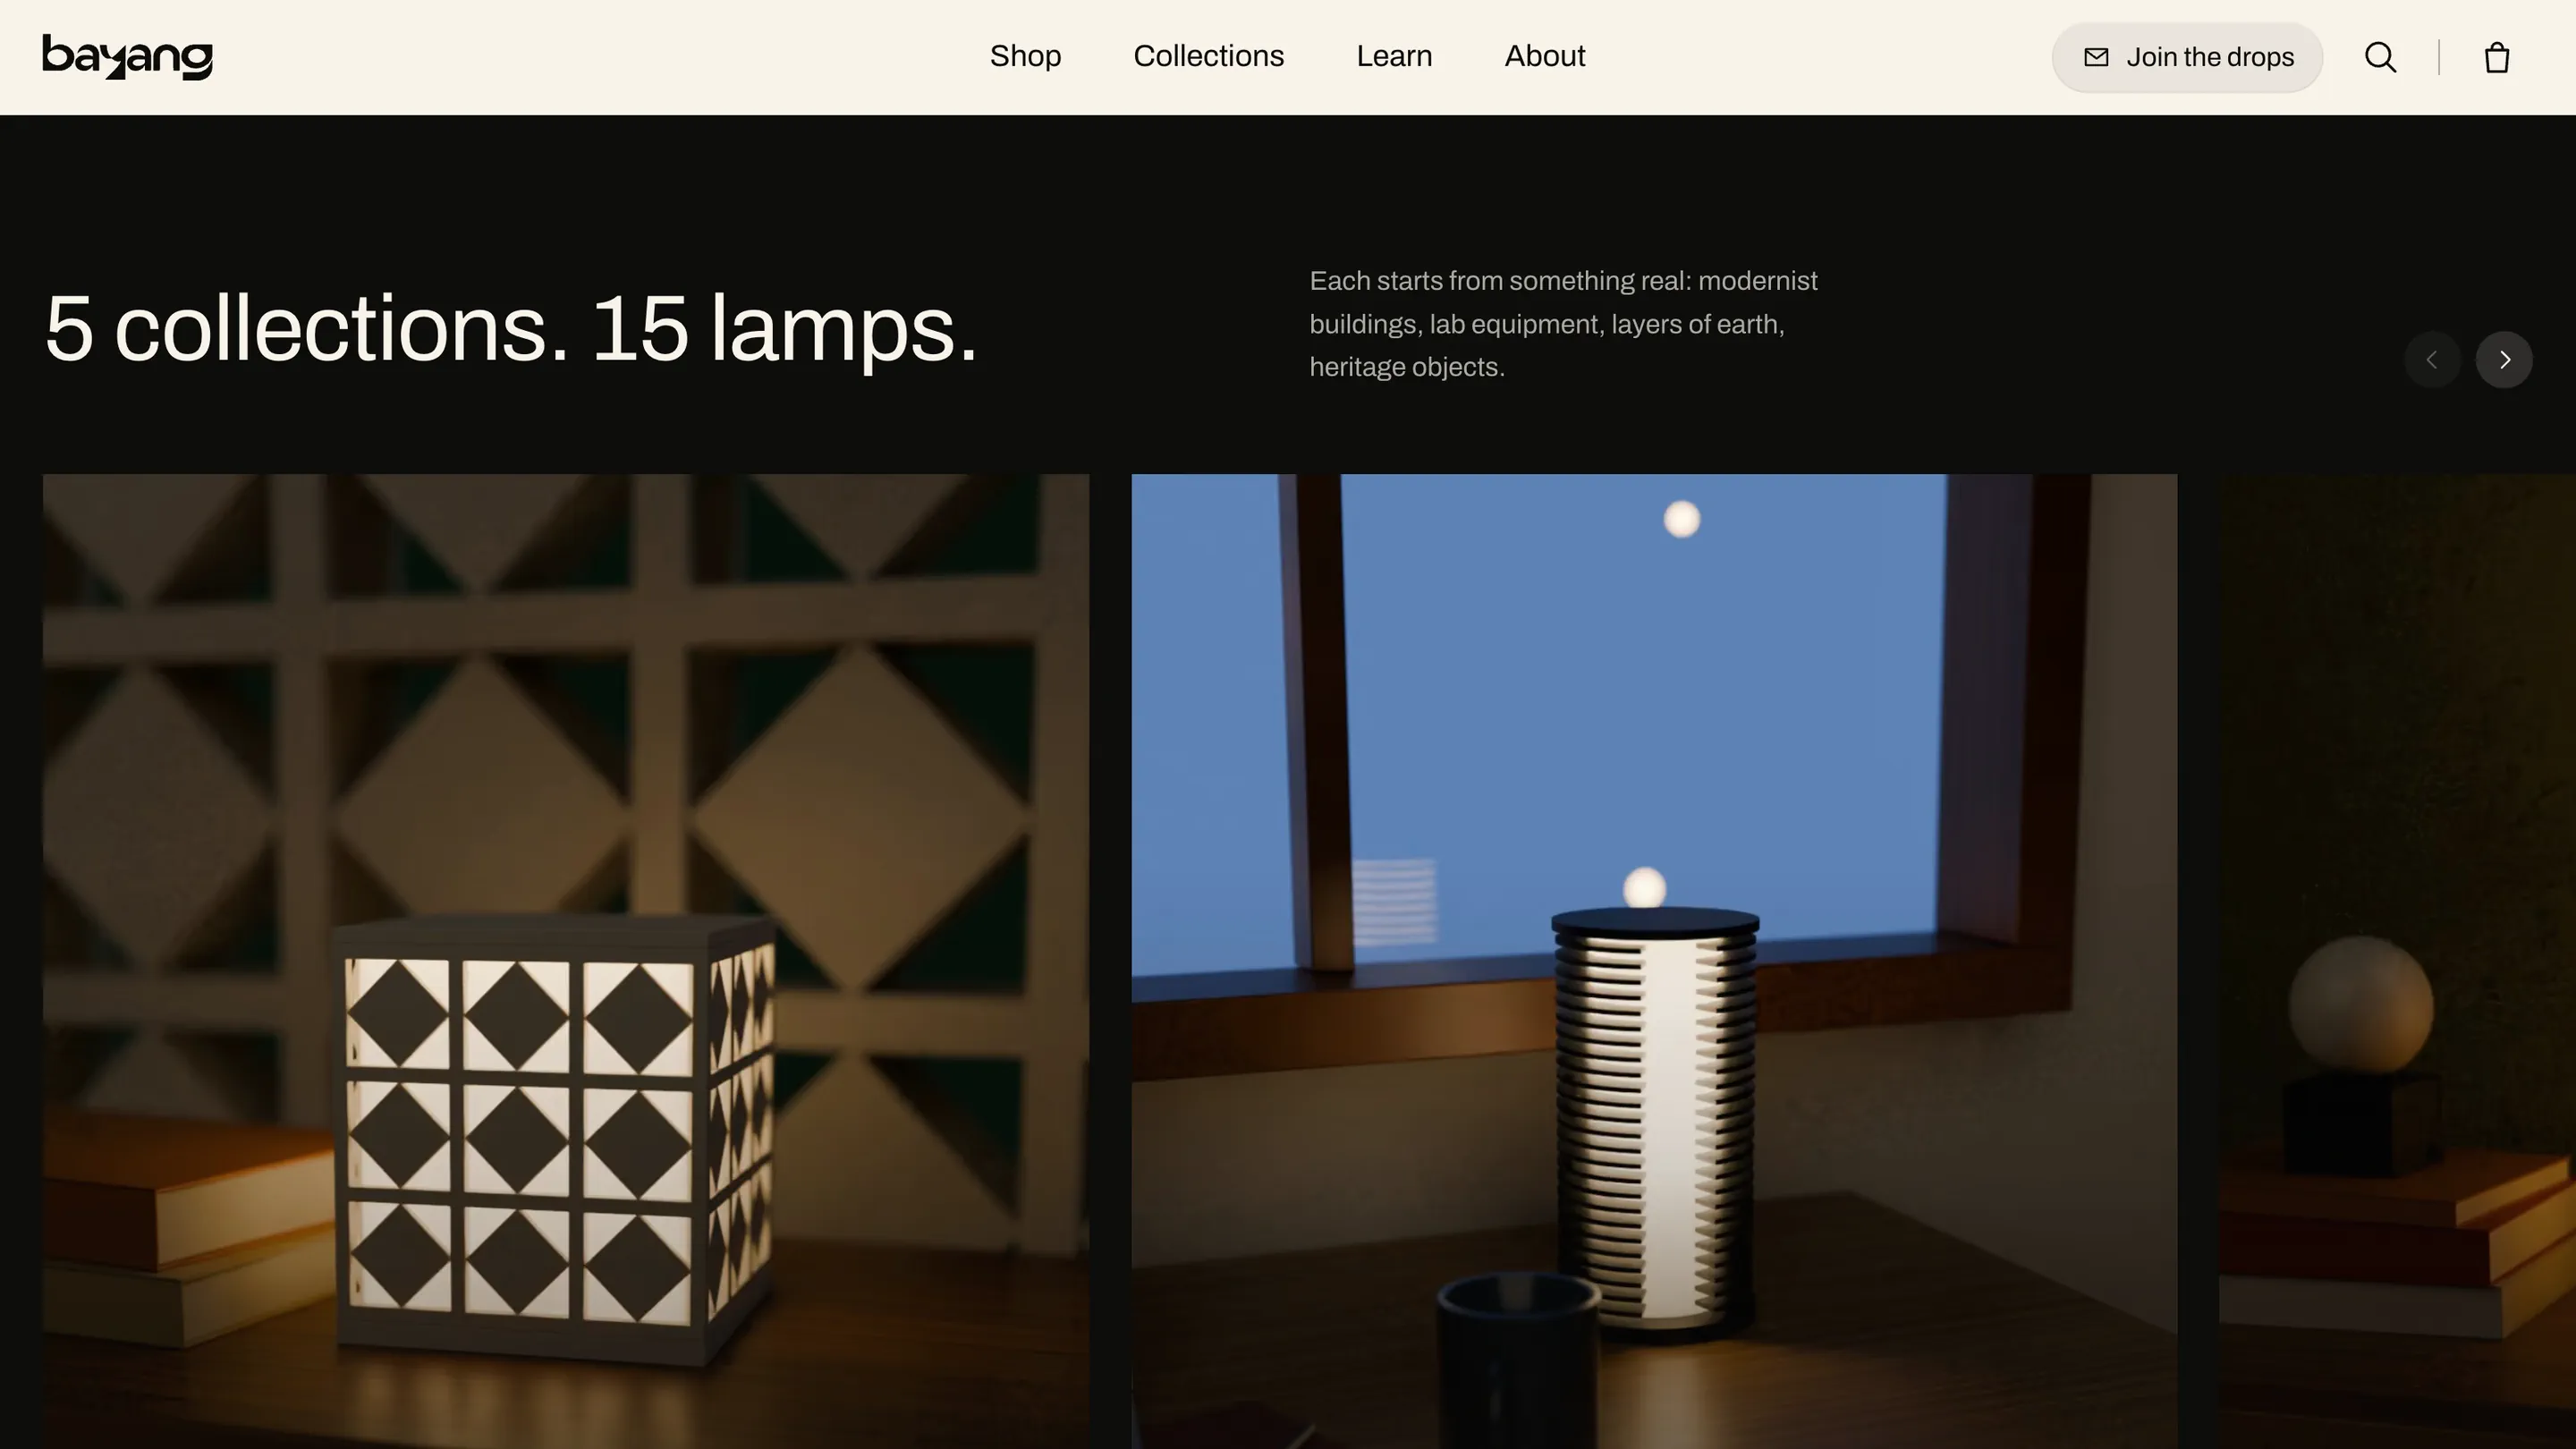 bayang
Shop
Collections
Learn
About
Join the drops
5 collections. 15 lamps.
Each starts from something real: modernist
buildings, lab equipment, layers of earth,
heritage objects.